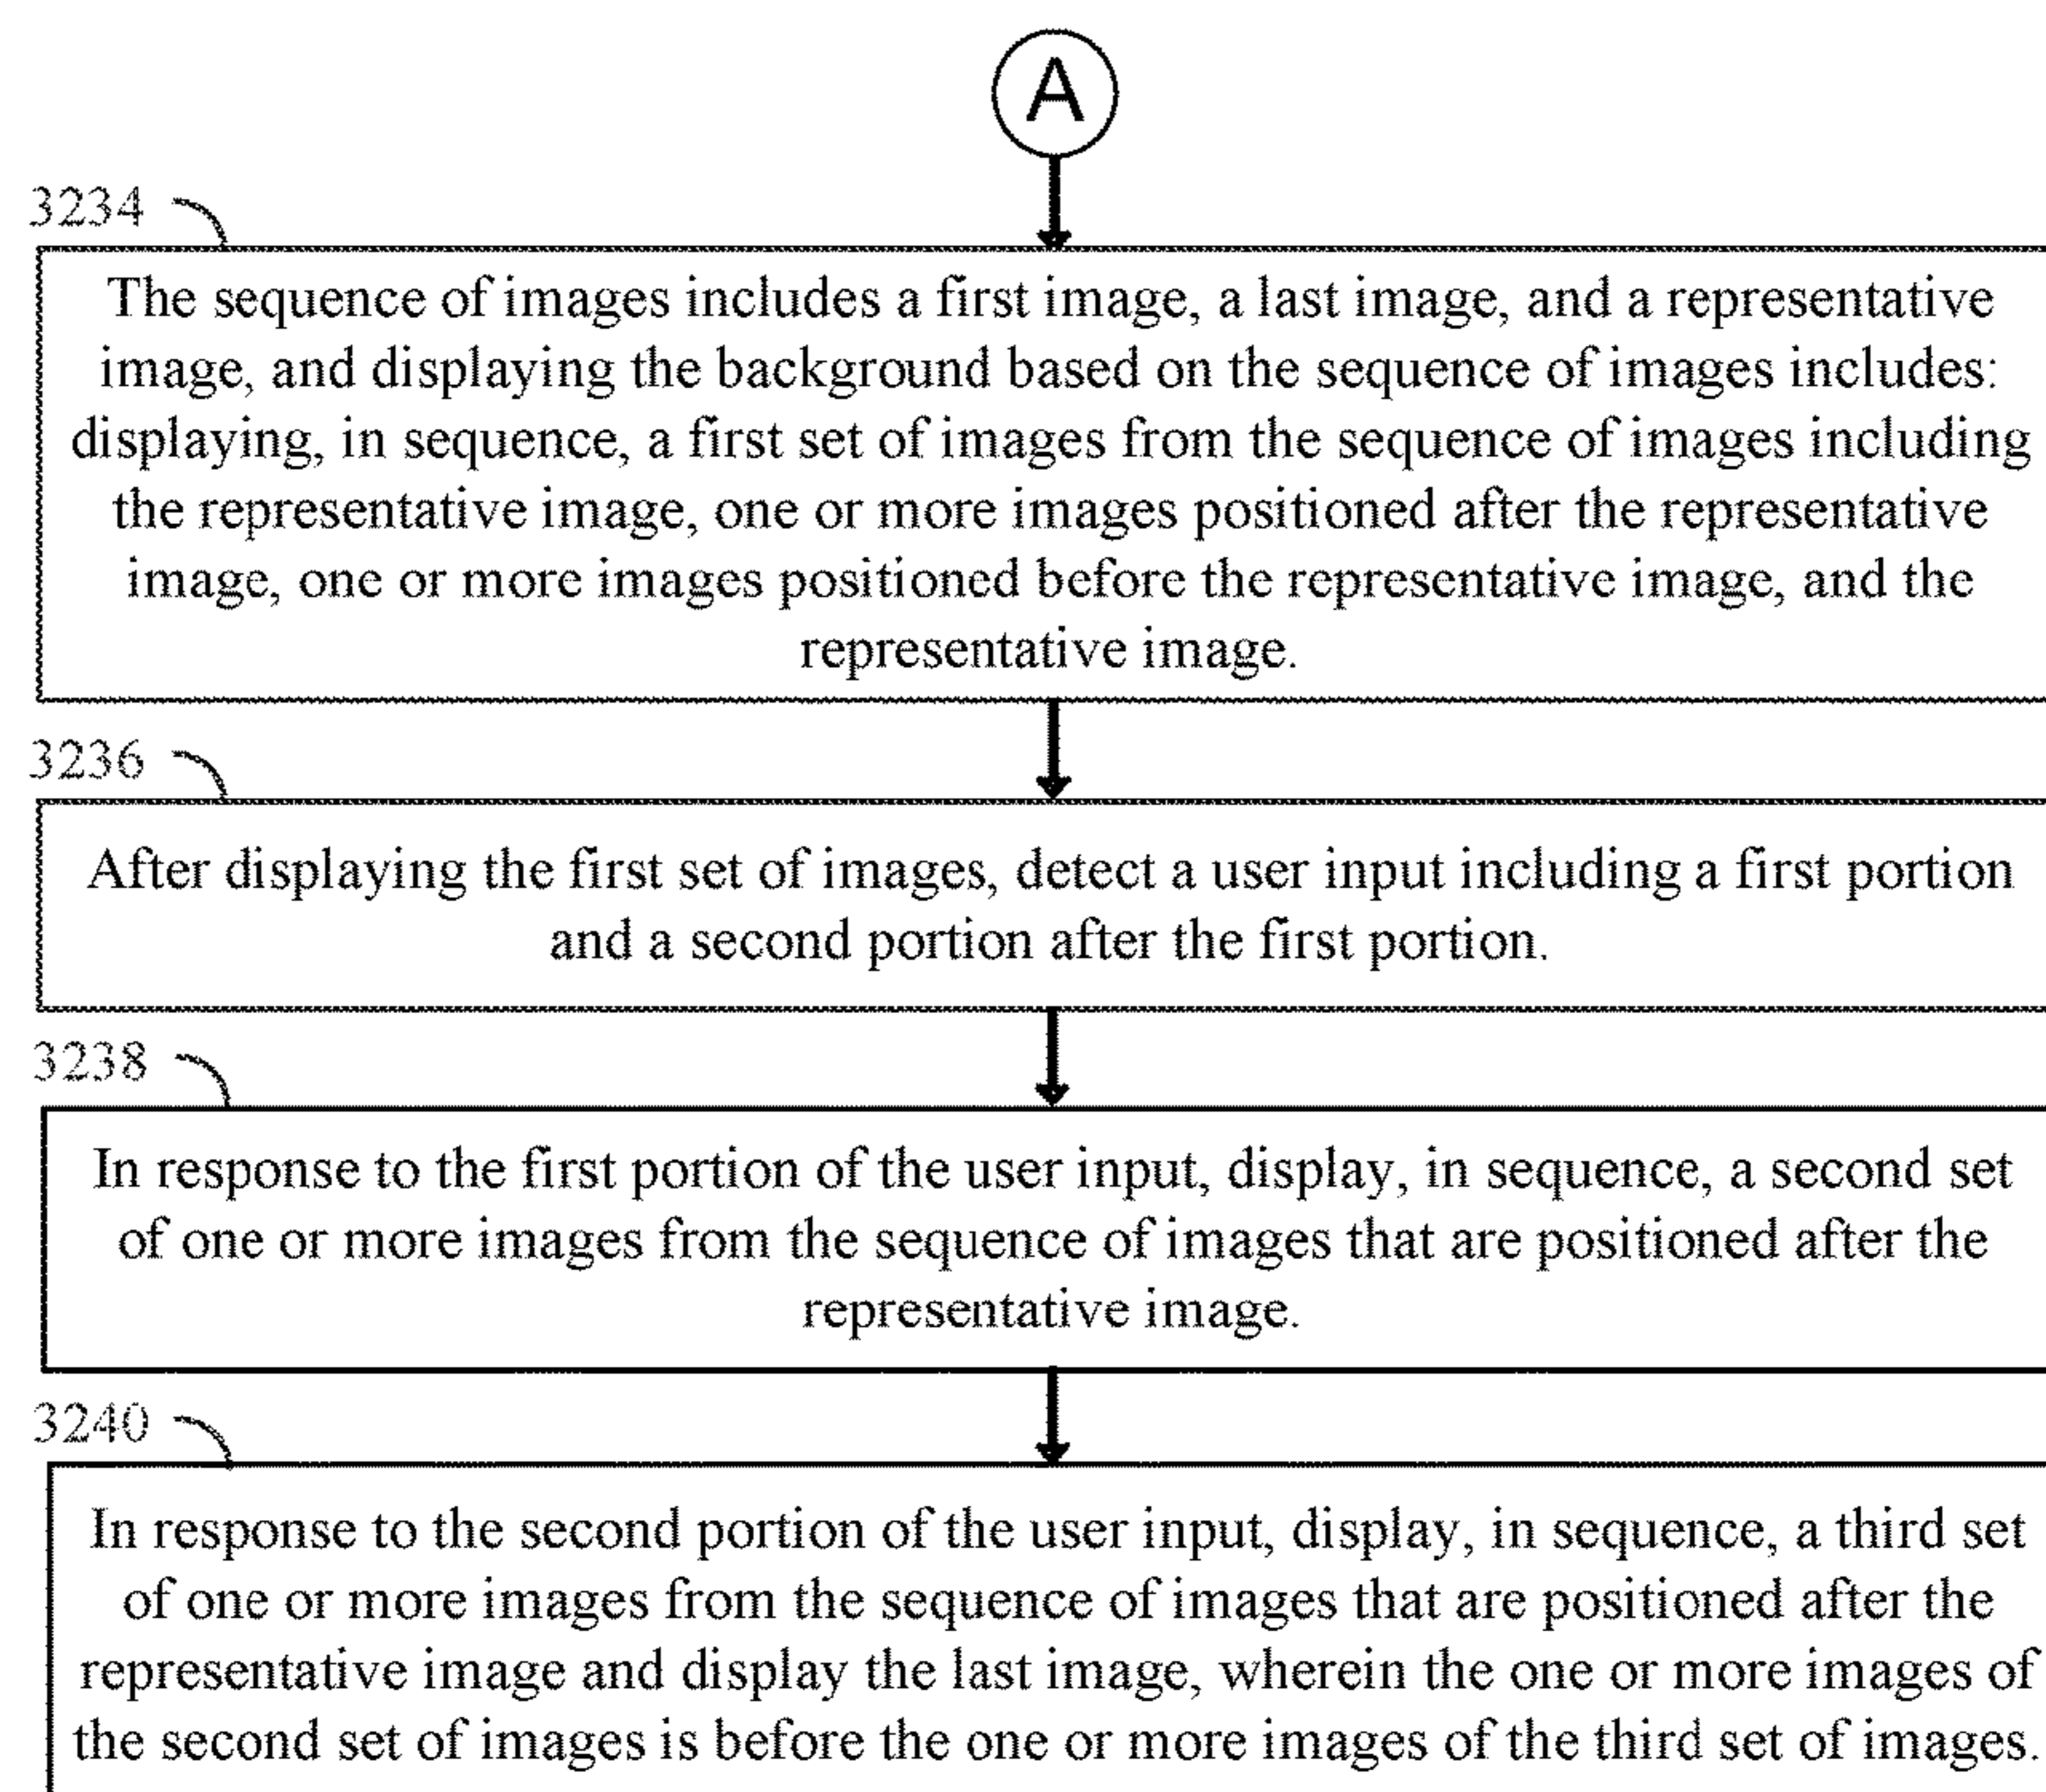 A
3234
The sequence of images includes a first image, a last image, and a representative
image, and displaying the background based on the sequence of images includes:
displaying, in sequence, a first set of images from the sequence of images including
the representative image, one or more images positioned after the representative
image, one or more images positioned before the representative image, and the
representative image.
3236
After displaying the first set of images, detect a user input including a first portion
and a second portion after the first portion.
3238
In response to the first portion of the user input, display, in sequence, a second set
of one or more images from the sequence of images that are positioned after the
representative image.
3240
In response to the second portion of the user input, display, in sequence, a third set
of one or more images from the sequence of images that are positioned after the
representative image and display the last image, wherein the one or more images of
the second set of images is before the one or more images of the third set of images.